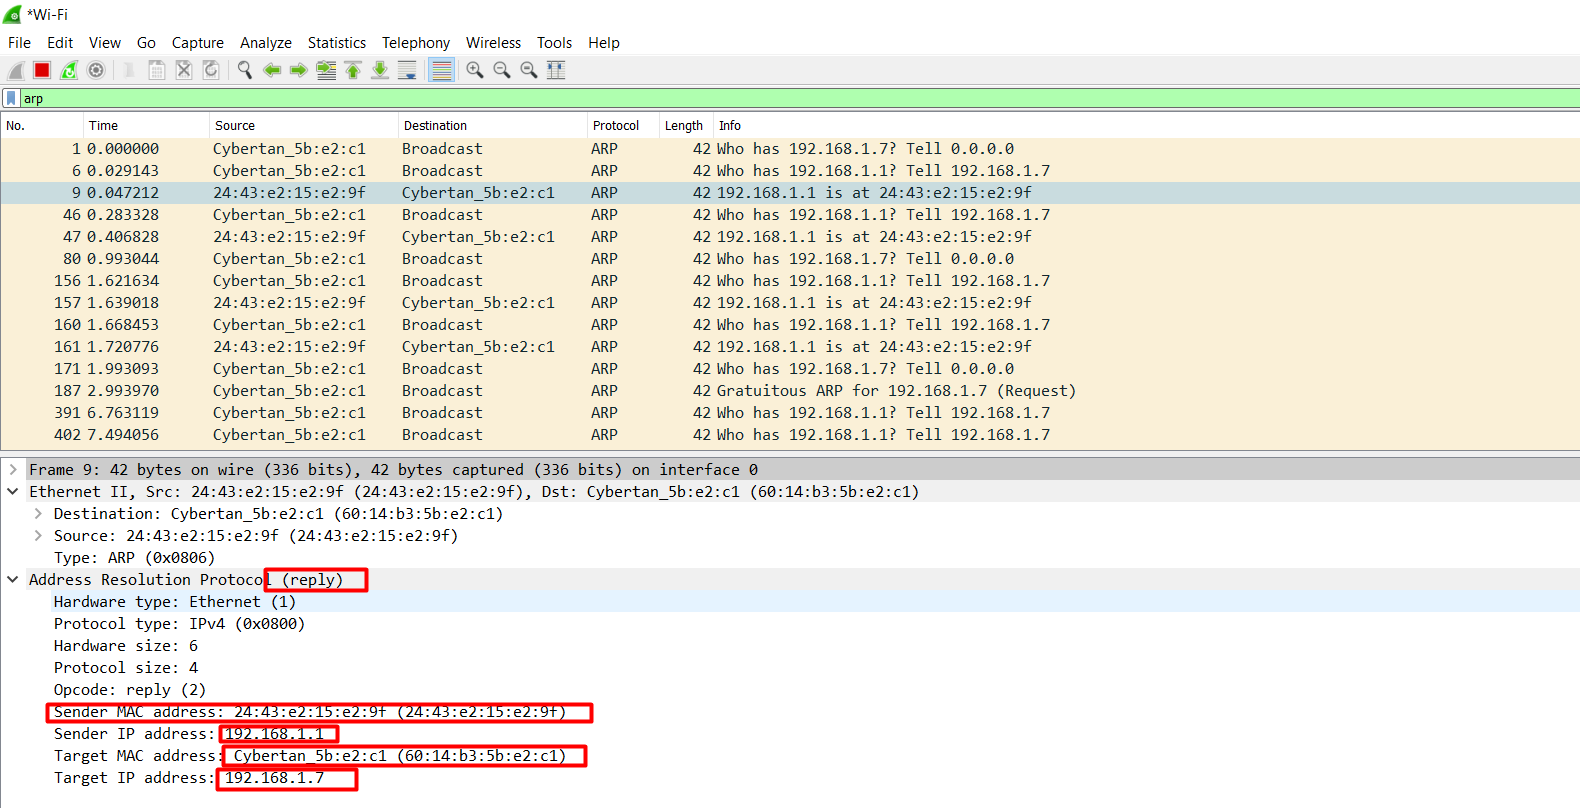 *Wi-Fi
File Edit View Go Capture Analyze Statistics Telephony Wireless Tools Help
arp
No. Time Source Destination Protocol Length Info
1 0.000000 Cybertan_5b:e2:c1 Broadcast ARP 42 Who has 192.168.1.7? Tell 0.0.0.0
6 0.029143 Cybertan_5b:e2:c1 Broadcast ARP 42 Who has 192.168.1.1? Tell 192.168.1.7
9 0.047212 24:43:e2:15:e2:9f Cybertan_5b:e2:c1 ARP 42 192.168.1.1 is at 24:43:e2:15:e2:9f
46 0.283328 Cybertan_5b:e2:c1 Broadcast ARP 42 Who has 192.168.1.1? Tell 192.168.1.7
47 0.406828 24:43:e2:15:e2:9f Cybertan_5b:e2:c1 ARP 42 192.168.1.1 is at 24:43:e2:15:e2:9f
80 0.993044 Cybertan_5b:e2:c1 Broadcast ARP 42 Who has 192.168.1.7? Tell 0.0.0.0
156 1.621634 Cybertan_5b:e2:c1 Broadcast ARP 42 Who has 192.168.1.1? Tell 192.168.1.7
157 1.639018 24:43:e2:15:e2:9f Cybertan_5b:e2:c1 ARP 42 192.168.1.1 is at 24:43:e2:15:e2:9f
160 1.668453 Cybertan_5b:e2:c1 Broadcast ARP 42 Who has 192.168.1.1? Tell 192.168.1.7
161 1.720776 24:43:e2:15:e2:9f Cybertan_5b:e2:c1 ARP 42 192.168.1.1 is at 24:43:e2:15:e2:9f
171 1.993093 Cybertan_5b:e2:c1 Broadcast ARP 42 Who has 192.168.1.7? Tell 0.0.0.0
187 2.993970 Cybertan_5b:e2:c1 Broadcast ARP 42 Gratuitous ARP for 192.168.1.7 (Request)
391 6.763119 Cybertan_5b:e2:c1 Broadcast ARP 42 Who has 192.168.1.1? Tell 192.168.1.7
402 7.494056 Cybertan_5b:e2:c1 Broadcast ARP 42 Who has 192.168.1.1? Tell 192.168.1.7
Frame 9: 42 bytes on wire (336 bits), 42 bytes captured (336 bits) on interface 0
Ethernet II, Src: 24:43:e2:15:e2:9f (24:43:e2:15:e2:9f), Dst: Cybertan_5b:e2:c1 (60:14:b3:5b:e2:c1)
Destination: Cybertan_5b:e2:c1 (60:14:b3:5b:e2:c1)
Source: 24:43:e2:15:e2:9f (24:43:e2:15:e2:9f)
Type: ARP (0x0806)
Address Resolution Protocol (reply)
Hardware type: Ethernet (1)
Protocol type: IPv4 (0x0800)
Hardware size: 6
Protocol size: 4
Opcode: reply (2)
Sender MAC address: 24:43:e2:15:e2:9f (24:43:e2:15:e2:9f)
Sender IP address: 192.168.1.1
Target MAC address: Cybertan_5b:e2:c1 (60:14:b3:5b:e2:c1)
Target IP address: 192.168.1.7